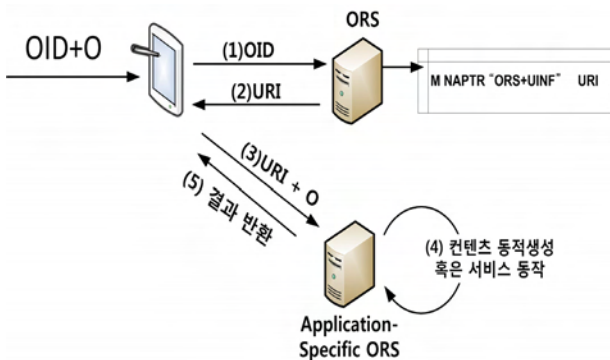 ORS
OID+O
(1)OID
(2)URI
M NAPTR "ORS+UINF" URI
(3)URI + O
(5) 결과 반환
(4) 컨텐츠 동적생성
혹은 서비스 동작
Application-
Specific ORS